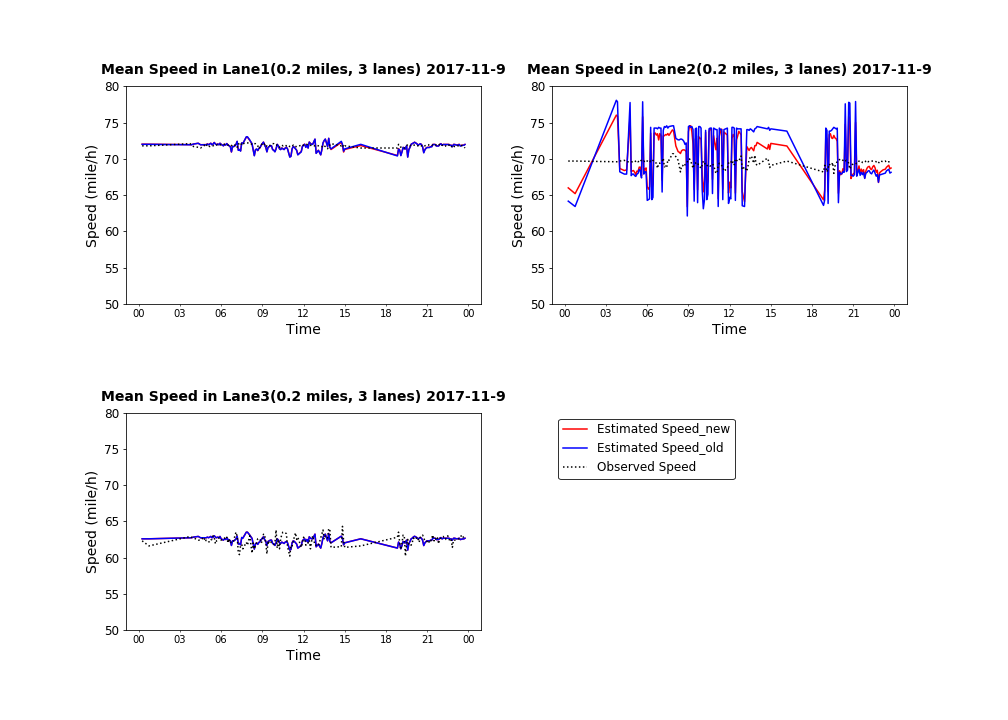 Mean Speed in Lane1(0.2 miles, 3 lanes) 2017-11-9
80
75
70
65
60
55
50
Speed (mile/h)
00 03 06 09 12 15 18 21 00
Time
Mean Speed in Lane2(0.2 miles, 3 lanes) 2017-11-9
80
75
70
65
60
55
50
Speed (mile/h)
00 03 06 09 12 15 18 21 00
Time
Mean Speed in Lane3(0.2 miles, 3 lanes) 2017-11-9
80
75
70
65
60
55
50
Speed (mile/h)
00 03 06 09 12 15 18 21 00
Time
Estimated Speed_new
Estimated Speed_old
Observed Speed